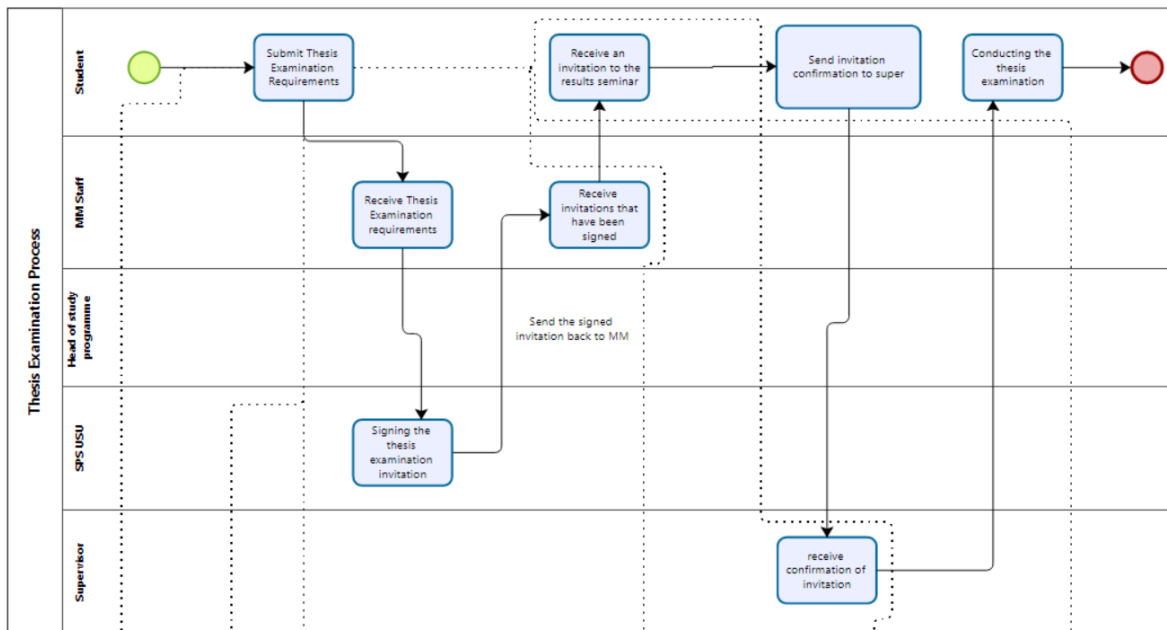 Thesis Examination Process
Student
Submit Thesis
Examination
Requirements
Receive an
invitation to the
results seminar
Send invitation
confirmation to super
Conducting the
thesis
examination
MM Staff
Receive Thesis
Examination
requirements
Receive
invitations that
have been
signed
Head of study
programme
Send the signed
invitation back to MM
SPS USU
Signing the
thesis
examination
invitation
Supervisor
receive
confirmation of
invitation